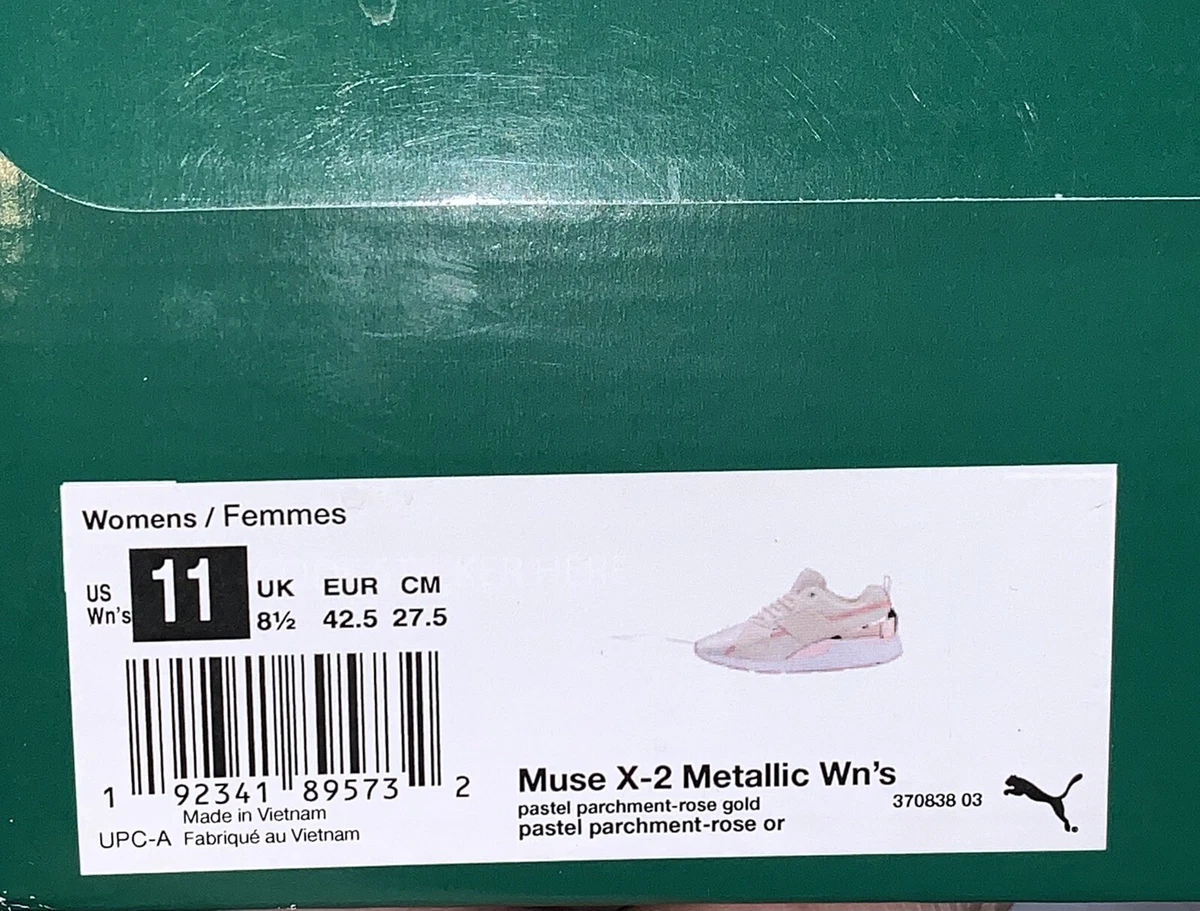 Womens / Femmes
US Wn's 11
UK EUR CM
8½ 42.5 27.5
1 92341 89573 2
Made in Vietnam
UPC-A Fabriqué au Vietnam
Muse X-2 Metallic Wn's
pastel parchment-rose gold
370838 03
pastel parchment-rose or